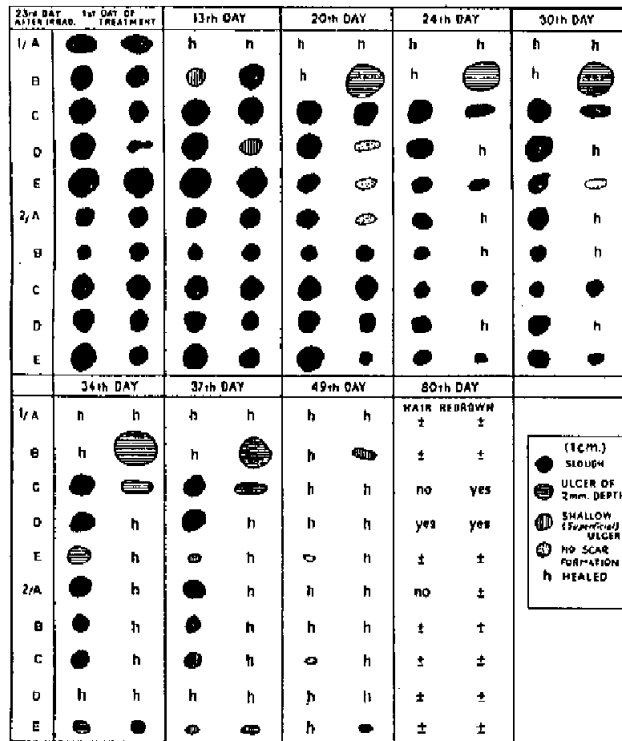 23rd DAY 1st DAY OF
AFTER IRRAD. TREATMENT 13th DAY 20th DAY 24th DAY 30th DAY
1/A h h h h h h h h
B h h h
C
D h h
E
2/A h h
B h h
C
D h h
E
34th DAY 37th DAY 49th DAY 80th DAY
HAIR REGROWN
1/A h h h h h h ± ±
B h h h ± ±
C h h no yes
D h h h h yes yes
E h h h ± ±
2/A h h h h no ±
B h h h h ± ±
C h h h ± ±
D h h h h h h ± ±
E h ± ±
(1cm.)
SLOUGH
ULCER OF
2mm. DEPTH
SHALLOW
(Superficial)
ULCER
NO SCAR
FORMATION
h HEALED